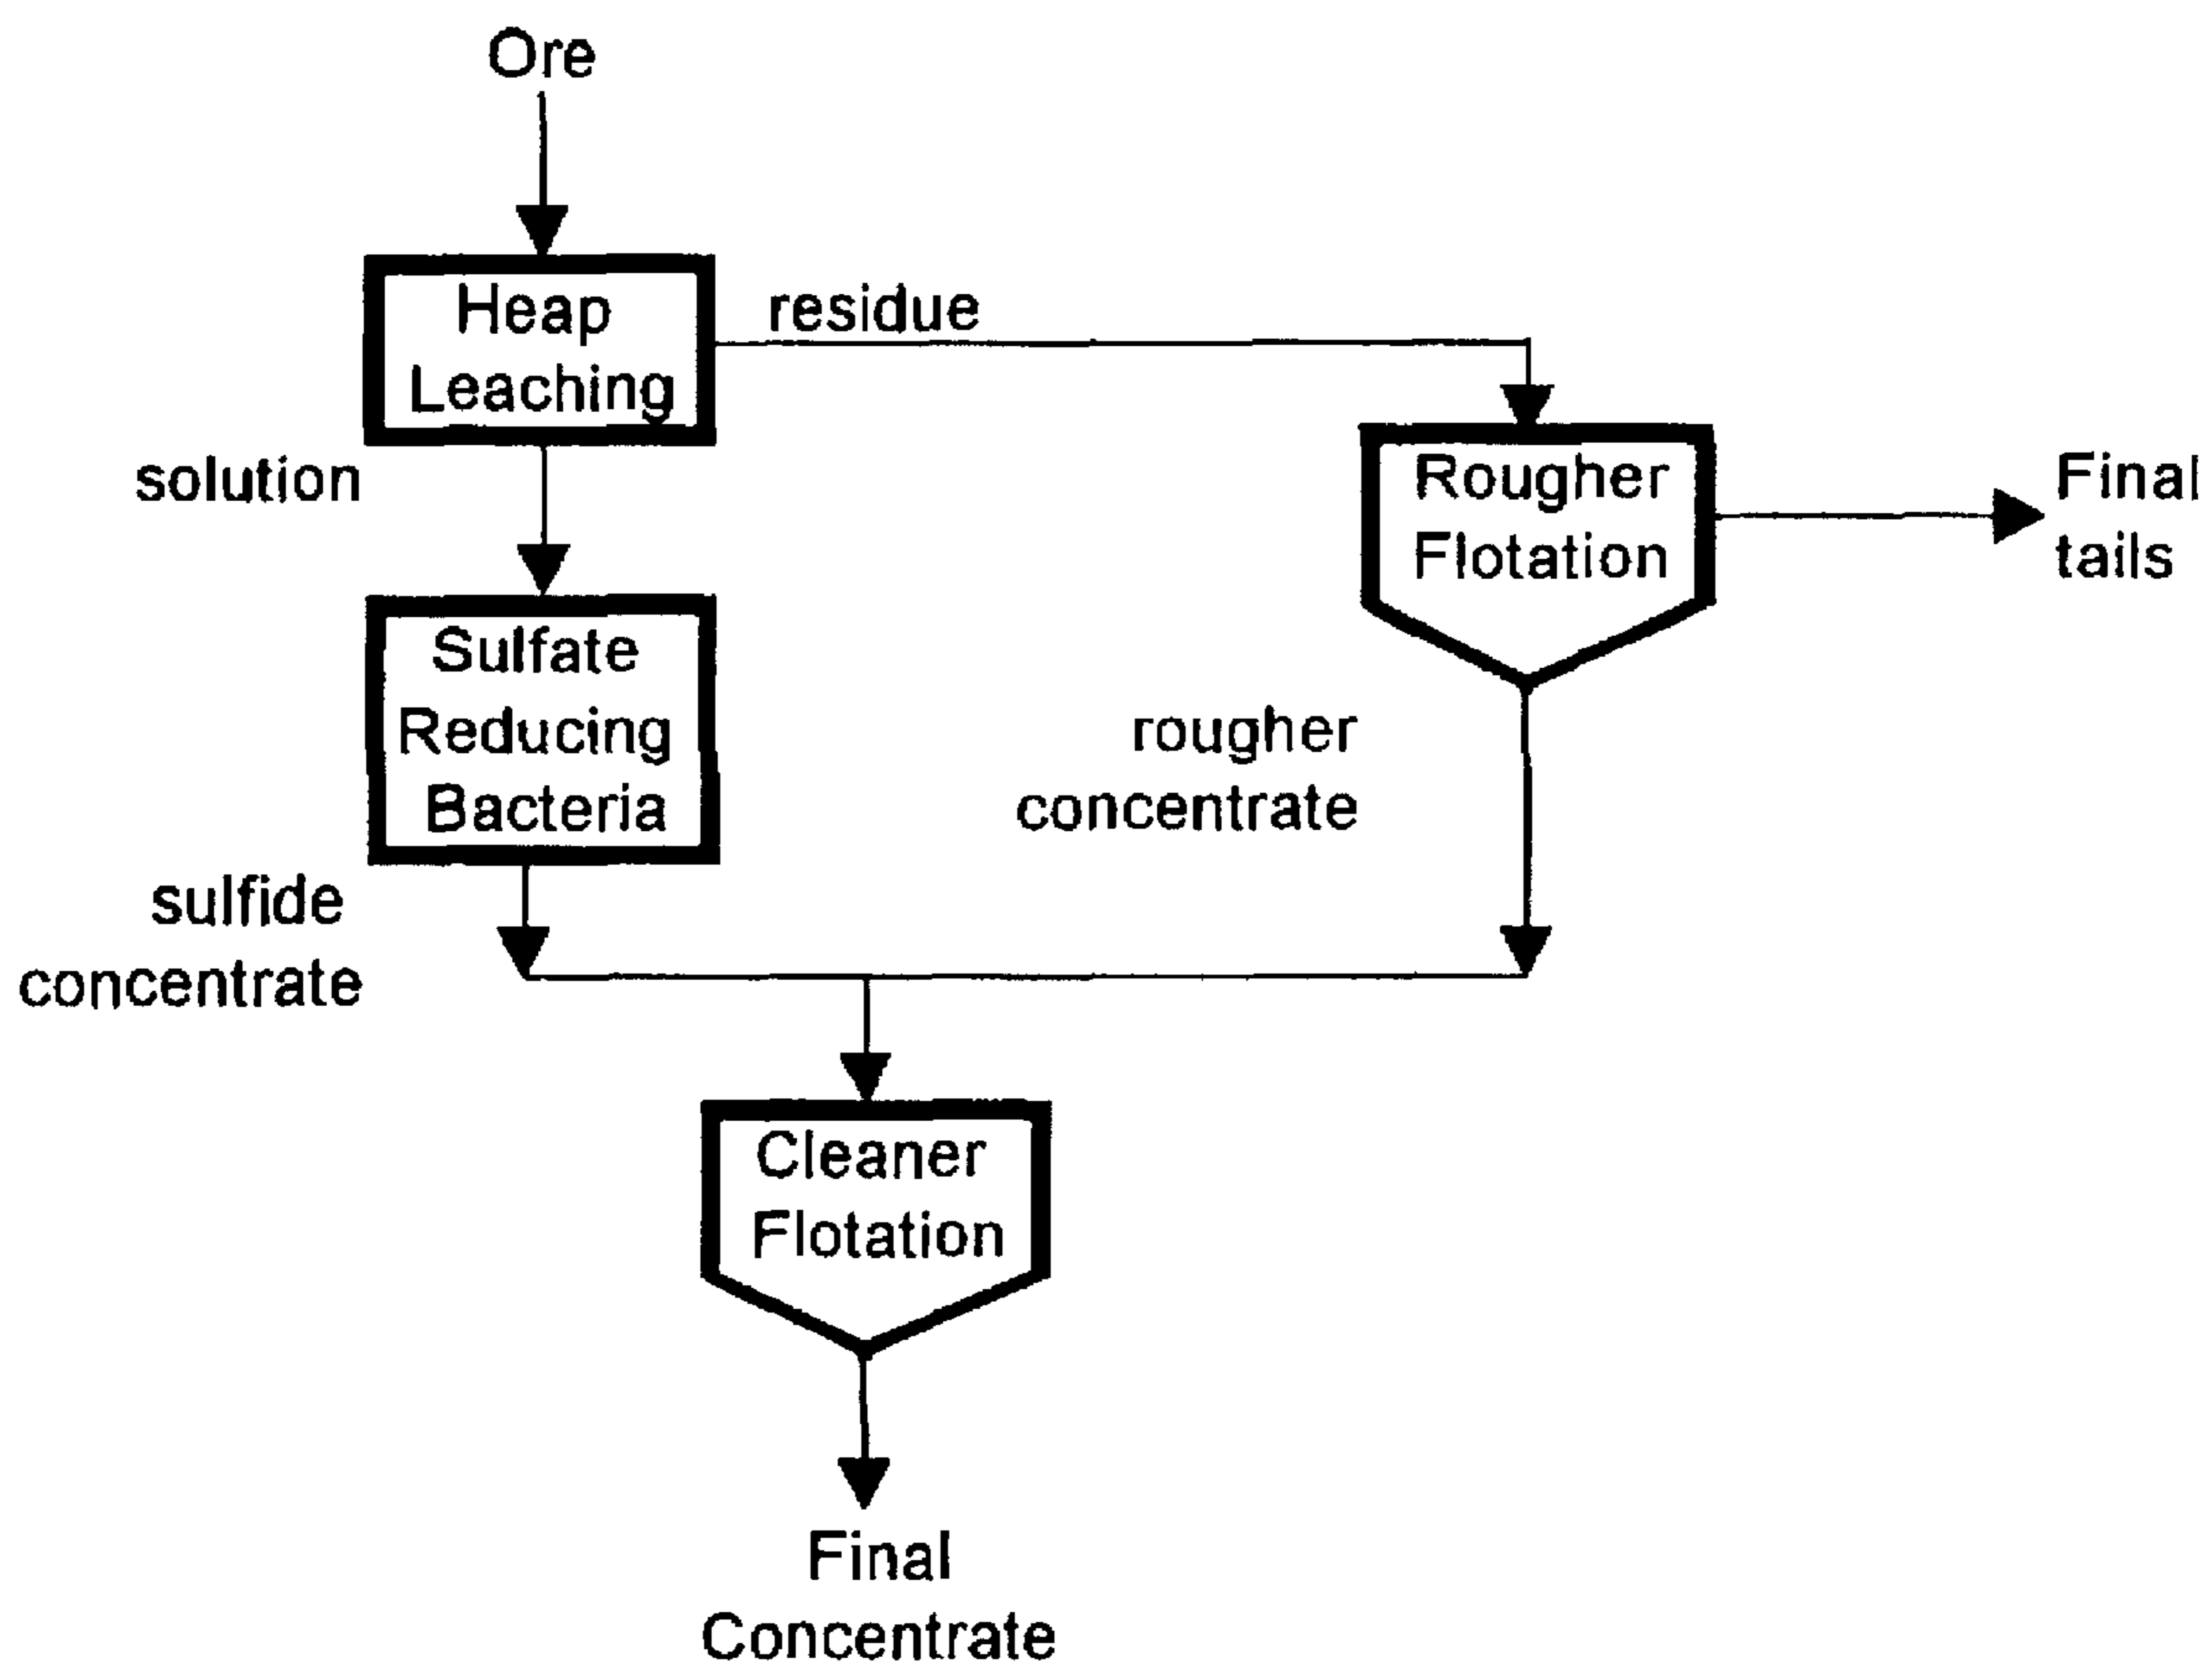 Ore
Heap
Leaching
residue
solution
Rougher
Flotation
Final
tails
Sulfate
Reducing
Bacteria
rougher
concentrate
sulfide
concentrate
Cleaner
Flotation
Final
Concentrate